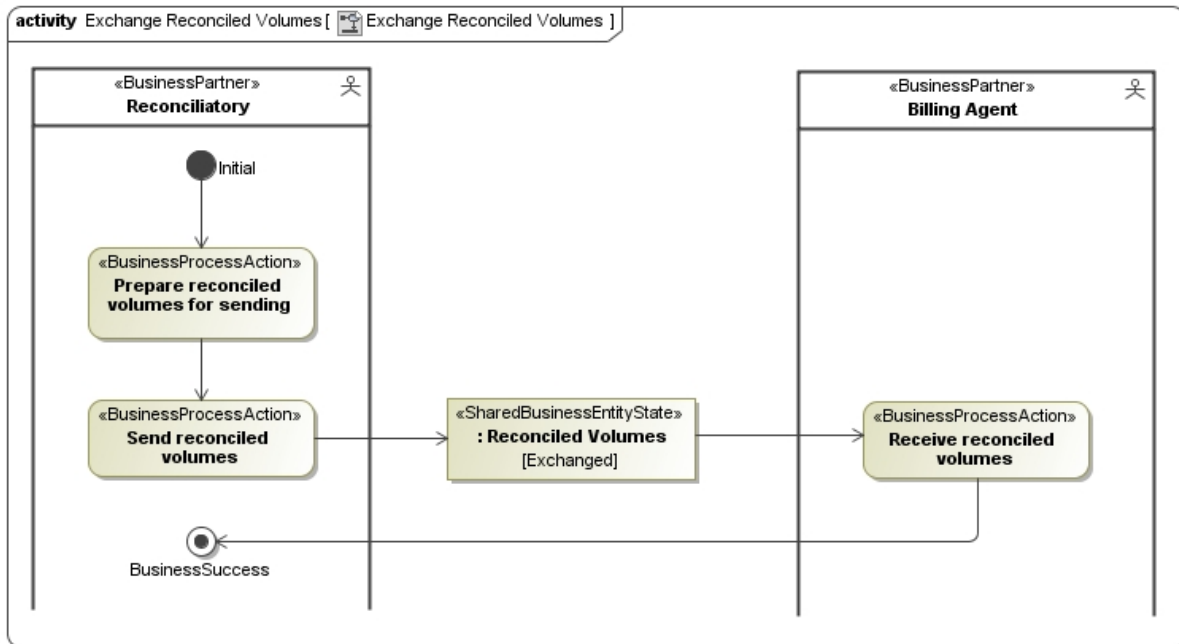 activity Exchange Reconciled Volumes [ Exchange Reconciled Volumes ]
«BusinessPartner»
Reconciliatory
«BusinessPartner»
Billing Agent
Initial
«BusinessProcessAction»
Prepare reconciled
volumes for sending
«BusinessProcessAction»
Send reconciled
volumes
«SharedBusinessEntityState»
: Reconciled Volumes
[Exchanged]
«BusinessProcessAction»
Receive reconciled
volumes
BusinessSuccess